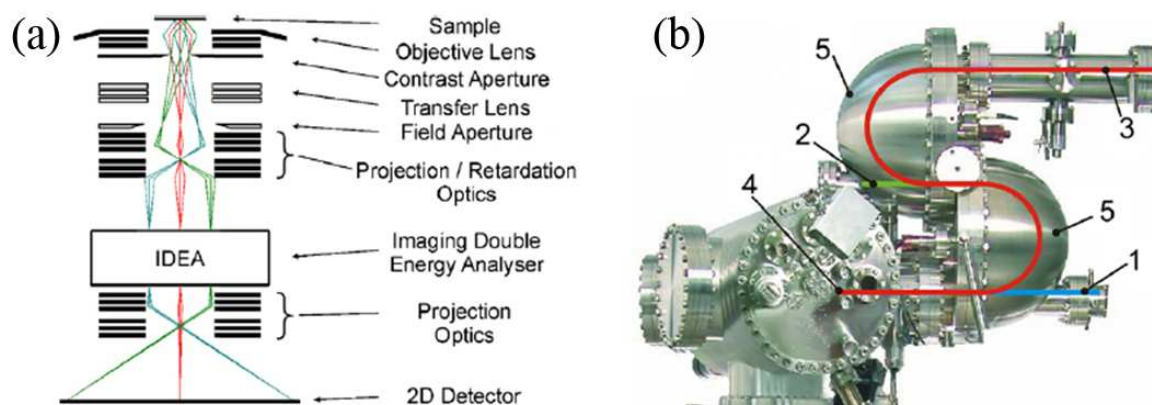 (a)
Sample
Objective Lens
Contrast Aperture
Transfer Lens
Field Aperture
Projection / Retardation
Optics
IDEA
Imaging Double
Energy Analyser
Projection
Optics
2D Detector
(b)
5
2
3
4
5
1